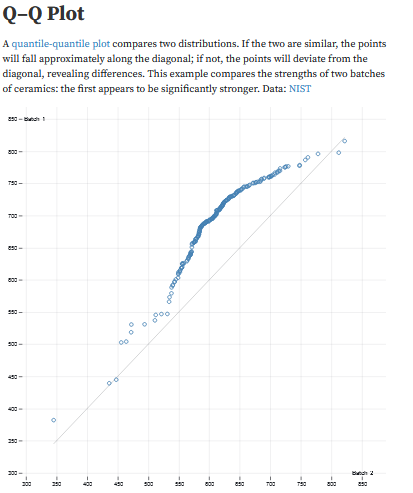 Q–Q Plot
A quantile-quantile plot compares two distributions. If the two are similar, the points
will fall approximately along the diagonal; if not, the points will deviate from the
diagonal, revealing differences. This example compares the strengths of two batches
of ceramics: the first appears to be significantly stronger. Data: NIST
850 Batch 1
800
750
700
650
600
550
500
450
400
350
300
Batch 2
300 350 400 450 500 550 600 650 700 750 800 850